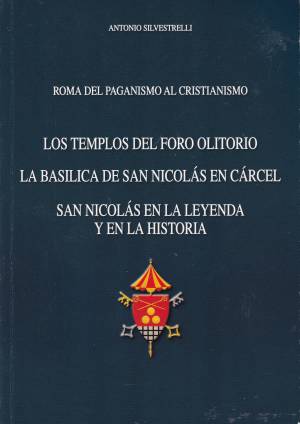 ANTONIO SILVESTRELLI
ROMA DEL PAGANISMO AL CRISTIANISMO
LOS TEMPLOS DEL FORO OLITORIO
LA BASILICA DE SAN NICOLÁS EN CÁRCEL
SAN NICOLÁS EN LA LEYENDA
Y EN LA HISTORIA